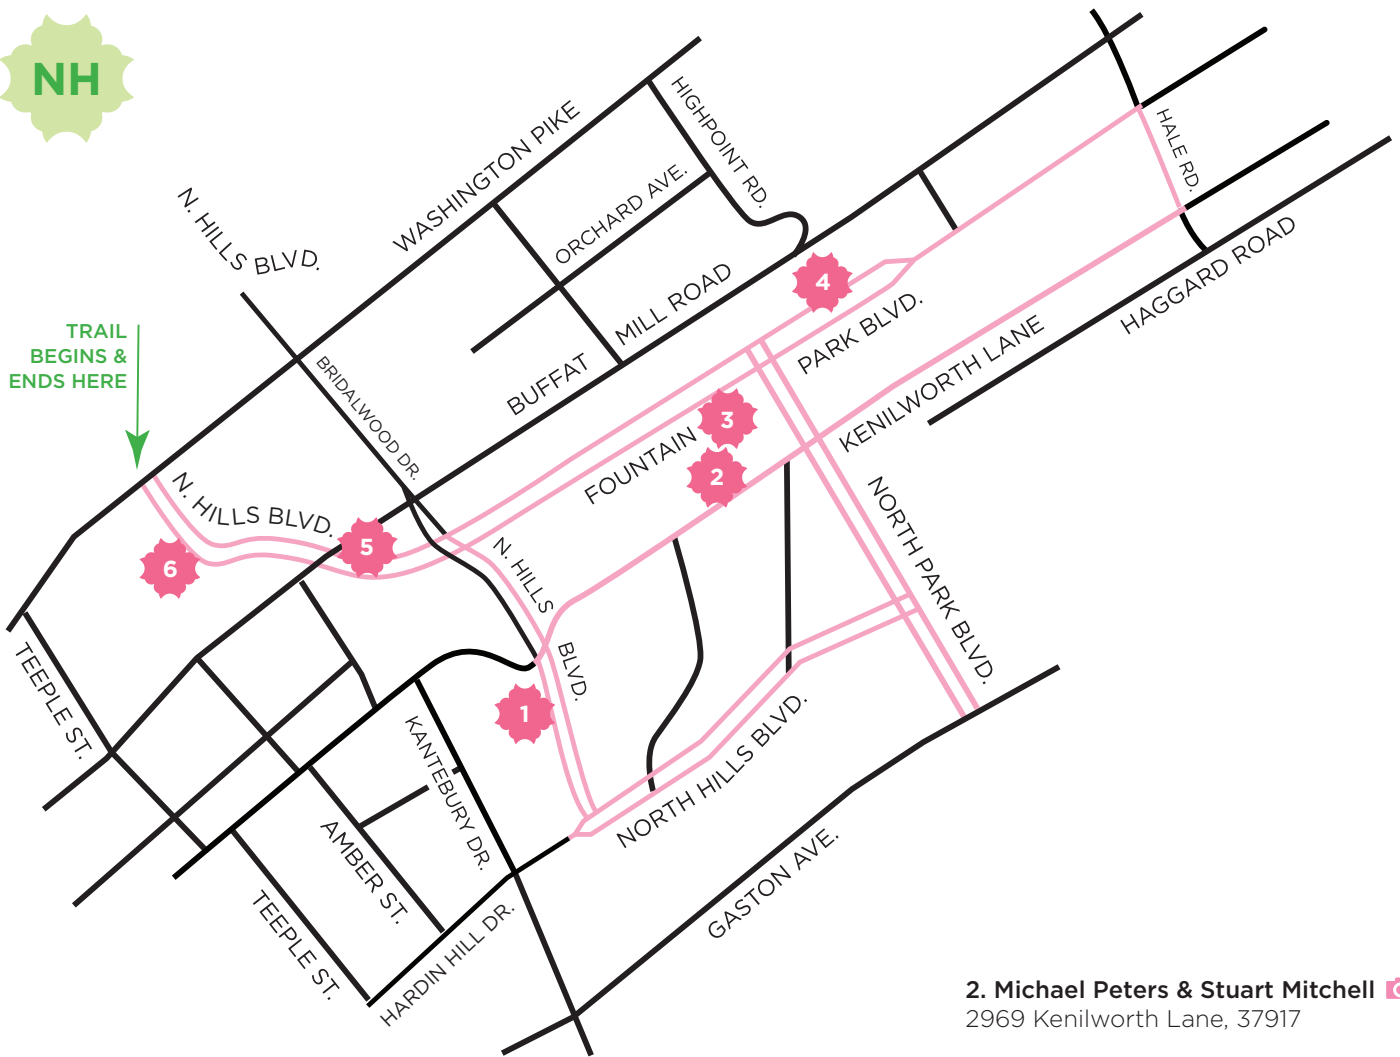 NH
WASHINGTON PIKE
HIGHPOINT RD.
ORCHARD AVE.
HALE RD.
N. HILLS BLVD.
MILL ROAD
BUFFAT
4
HAGGARD ROAD
PARK BLVD.
TRAIL
BEGINS &
ENDS HERE
BRIDALWOOD DR.
KENILWORTH LANE
3
FOUNTAIN
2
N. HILLS BLVD.
5
6
N. HILLS
BLVD.
NORTH PARK BLVD.
TEEPLE ST.
1
KANTEBURY DR.
NORTH HILLS BLVD.
AMBER ST.
GASTON AVE.
TEEPLE ST.
HARDIN HILL DR.
2. Michael Peters & Stuart Mitchell
2969 Kenilworth Lane, 37917